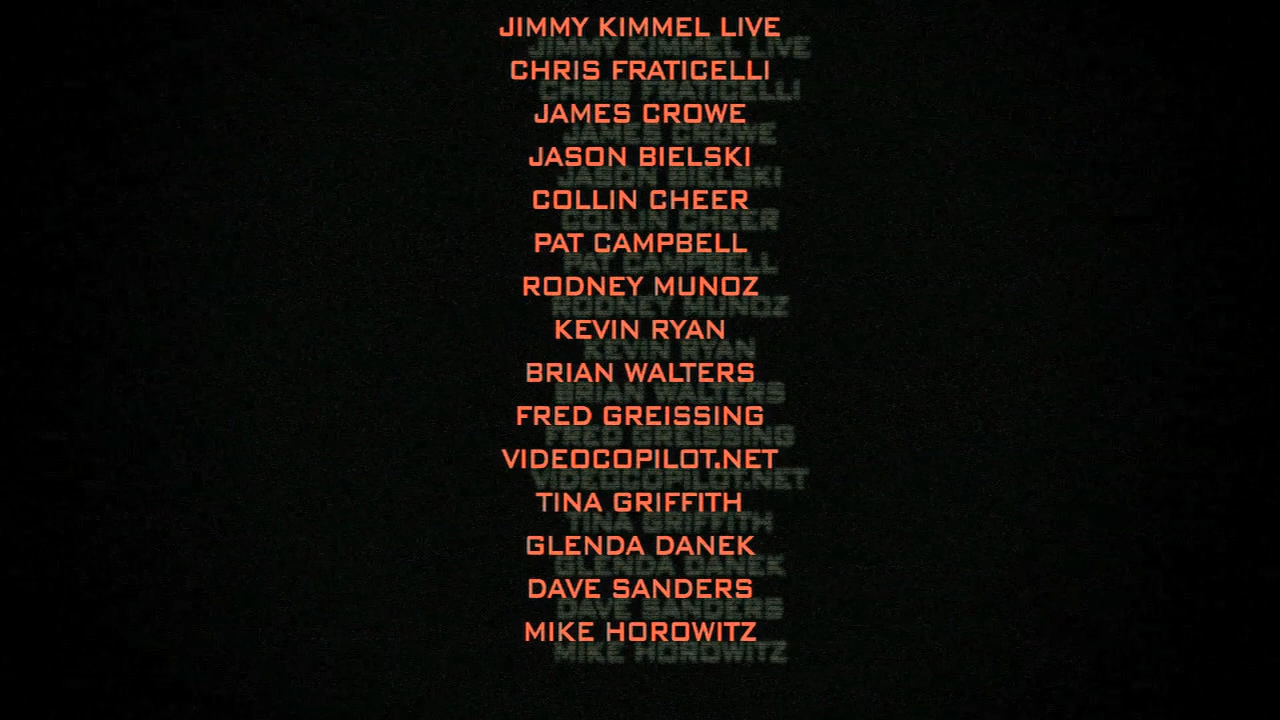 JIMMY KIMMEL LIVE
CHRIS FRATICELLI
JAMES CROWE
JASON BIELSKI
COLLIN CHEER
PAT CAMPBELL
RODNEY MUNOZ
KEVIN RYAN
BRIAN WALTERS
FRED GREISSING
VIDEOCOPILOT.NET
TINA GRIFFITH
GLENDA DANEK
DAVE SANDERS
MIKE HOROWITZ